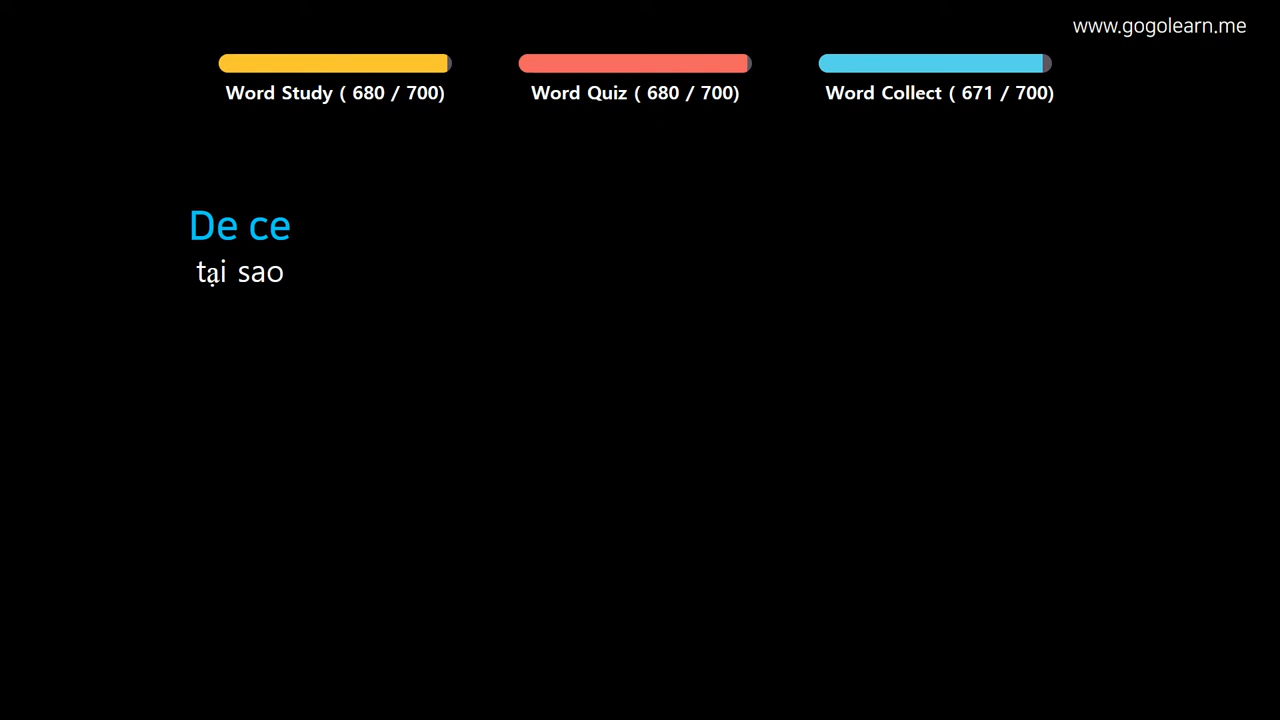 www.gogolearn.me
Word Study ( 680 / 700)
Word Quiz ( 680 / 700)
Word Collect ( 671 / 700)
De ce
tại sao